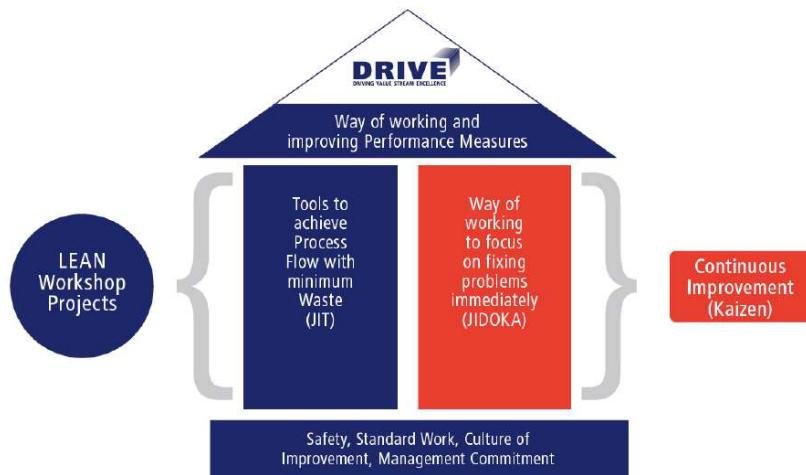 DRIVE
DRIVING VALUE STREAM EXCELLENCE
Way of working and
improving Performance Measures
LEAN
Workshop
Projects
Tools to
achieve
Process
Flow with
minimum
Waste
(JIT)
Way of
working
to focus
on fixing
problems
immediately
(JIDOKA)
Continuous
Improvement
(Kaizen)
Safety, Standard Work, Culture of
Improvement, Management Commitment